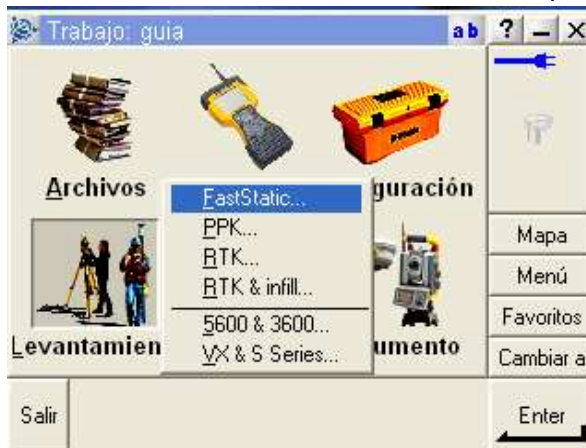 Trabajo: guia
ab
?
Archivos
guración
FastStatic...
PPK...
RTK...
RTK & infill...
5600 & 3600...
VX & S Series...
Levantamien
umento
Mapa
Menú
Favoritos
Cambiar a
Salir
Enter